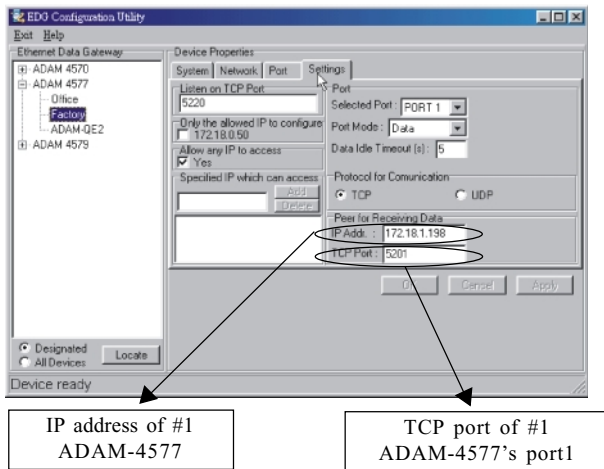 EDG Configuration Utility
Exit Help
Ethernet Data Gateway
ADAM 4570
ADAM 4577
Office
Factory
ADAM-QE2
ADAM 4579
Designated
All Devices
Locate
Device Properties
System Network Port Settings
Listen on TCP Port
5220
Only the allowed IP to configure
172.18.0.50
Allow any IP to access
Yes
Specified IP which can access
Add
Delete
Port
Selected Port : PORT 1
Port Mode : Data
Data Idle Timeout (s) : 5
Protocol for Comunication
TCP UDP
Peer for Receiving Data
IP Addr. : 172.18.1.198
TCP Port : 5201
OK Cancel Apply
Device ready
IP address of #1
ADAM-4577
TCP port of #1
ADAM-4577's port1